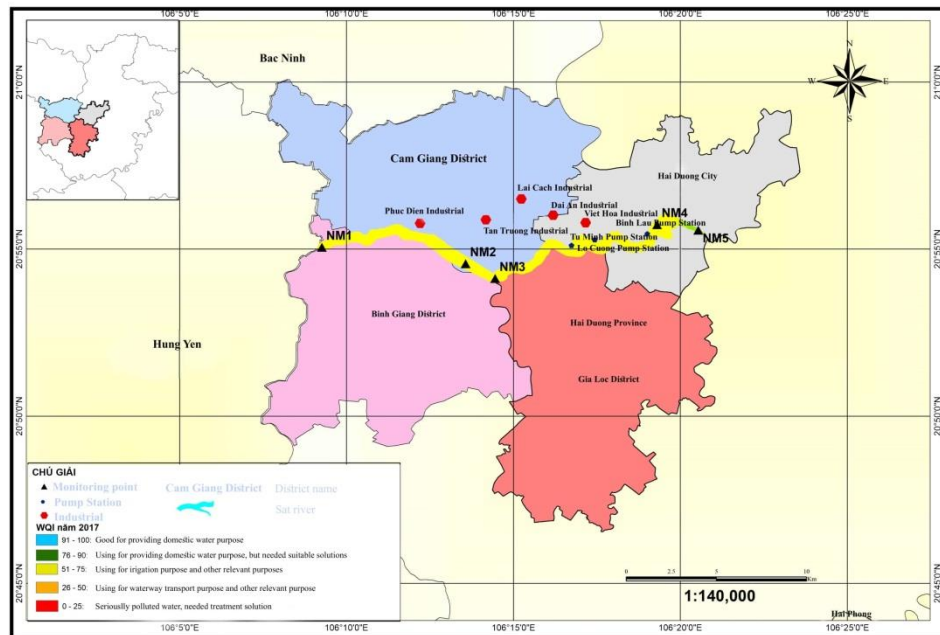 106°5'0"E 106°10'0"E 106°15'0"E 106°20'0"E 106°25'0"E
Bac Ninh
N
W E
S
21°0'0"N 21°0'0"N
Cam Giang District
Hai Duong City
Lai Cach Industrial
Phuc Dien Industrial
Dai An Industrial
Viet Hoa Industrial
NM4
Tan Truong Industrial
Binh Lau Pump Station
NM1
Tu Minh Pump Station
NM5
20°55'0"N 20°55'0"N
NM2
Lo Cuong Pump Station
NM3
Binh Giang District
Hai Duong Province
Hung Yen
Gia Loc District
20°50'0"N 20°50'0"N
CHÚ GIẢI
Monitoring point
Cam Giang District District name
Pump Station
Sat river
Industrial
WQI năm 2017
91 - 100: Good for providing domestic water purpose
76 - 90: Using for providing domestic water purpose, but needed suitable solutions
51 - 75: Using for irrigation purpose and other relevant purposes
26 - 50: Using for waterway transport purpose and other relevant purpose
0 - 25: Seriously polluted water, needed treatment solution
20°45'0"N 20°45'0"N
0 2.5 5 10
Km
1:140,000
Hai Phong
106°5'0"E 106°10'0"E 106°15'0"E 106°20'0"E 106°25'0"E